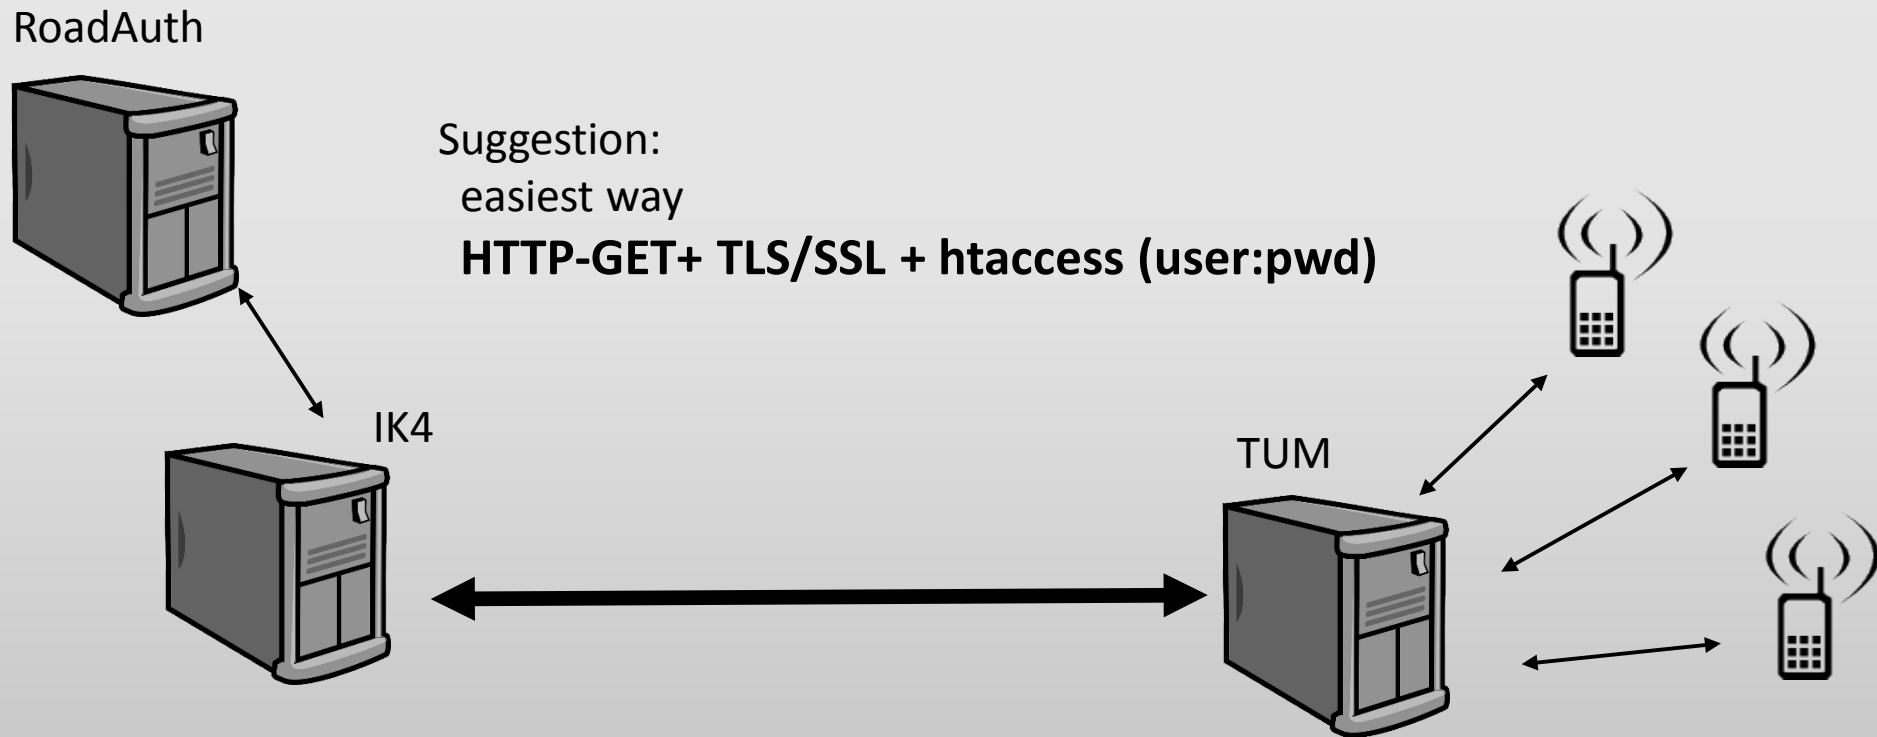 RoadAuth
Suggestion:
easiest way
HTTP-GET+ TLS/SSL + htaccess (user:pwd)
IK4
TUM